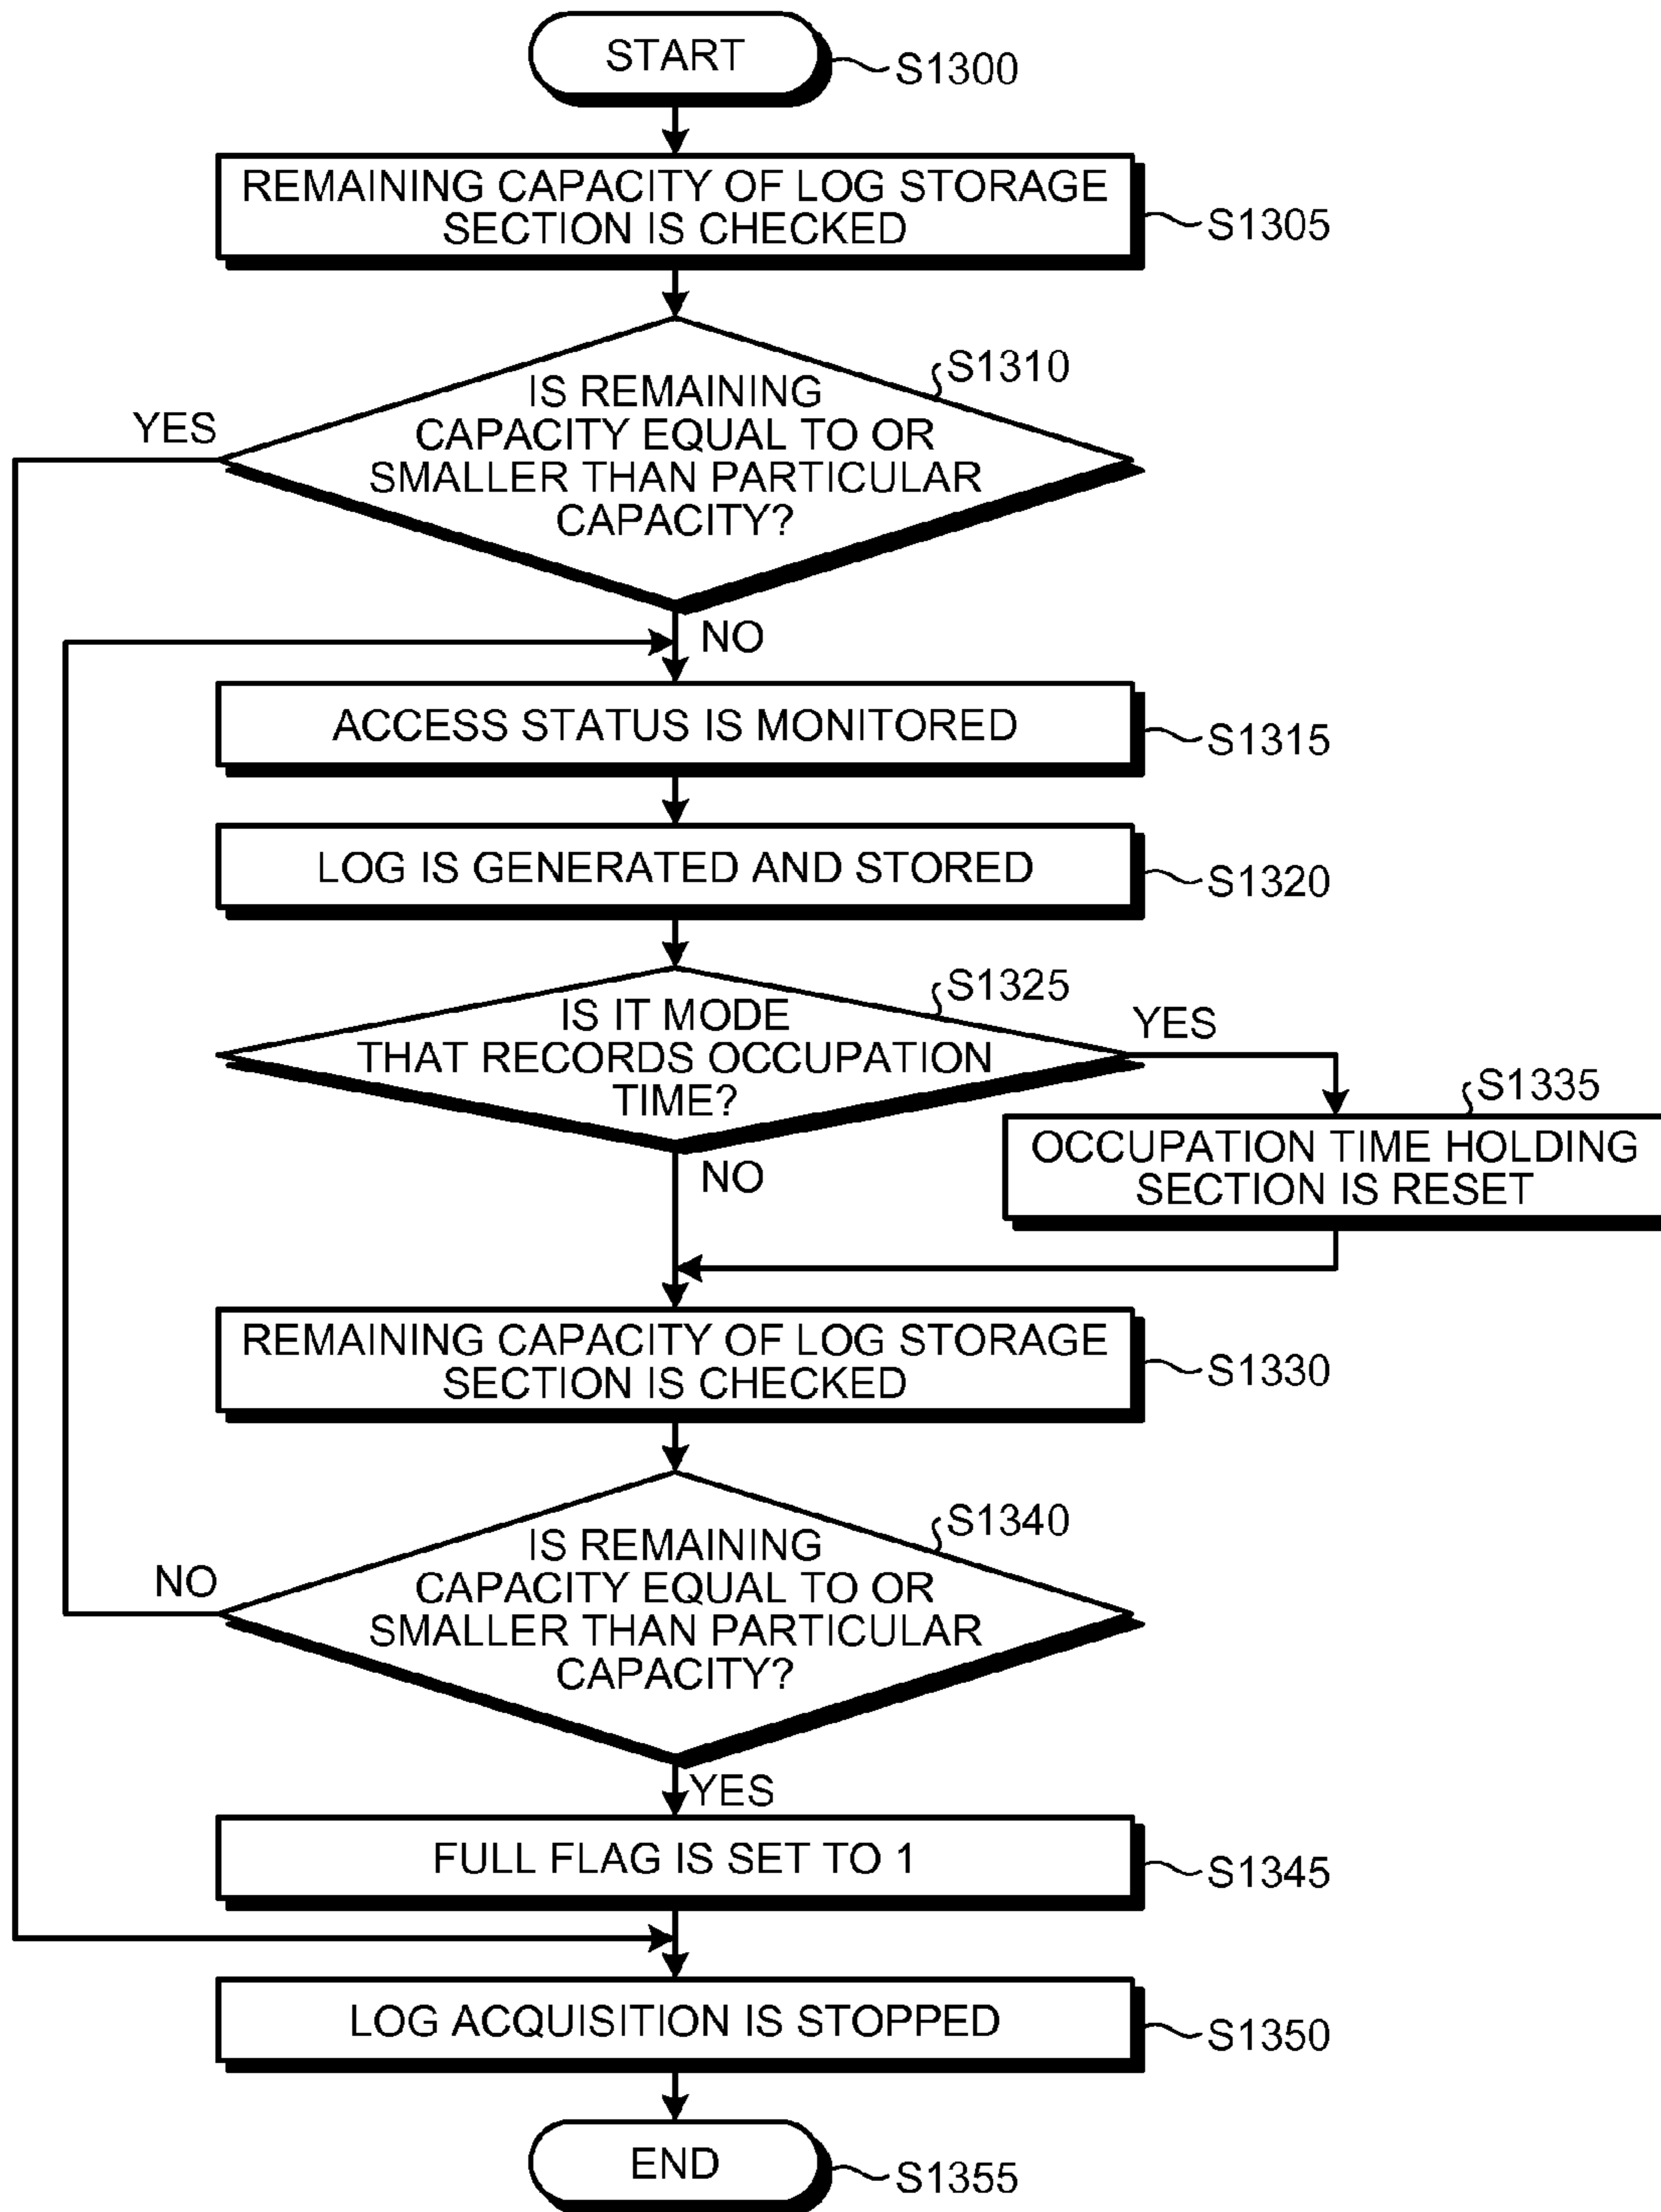 START
S1300
REMAINING CAPACITY OF LOG STORAGE
SECTION IS CHECKED
S1305
S1310
IS REMAINING
CAPACITY EQUAL TO OR
SMALLER THAN PARTICULAR
CAPACITY?
YES
NO
ACCESS STATUS IS MONITORED
S1315
LOG IS GENERATED AND STORED
S1320
S1325
IS IT MODE
THAT RECORDS OCCUPATION
TIME?
YES
NO
S1335
OCCUPATION TIME HOLDING
SECTION IS RESET
REMAINING CAPACITY OF LOG STORAGE
SECTION IS CHECKED
S1330
S1340
IS REMAINING
CAPACITY EQUAL TO OR
SMALLER THAN PARTICULAR
CAPACITY?
NO
YES
FULL FLAG IS SET TO 1
S1345
LOG ACQUISITION IS STOPPED
S1350
END
S1355